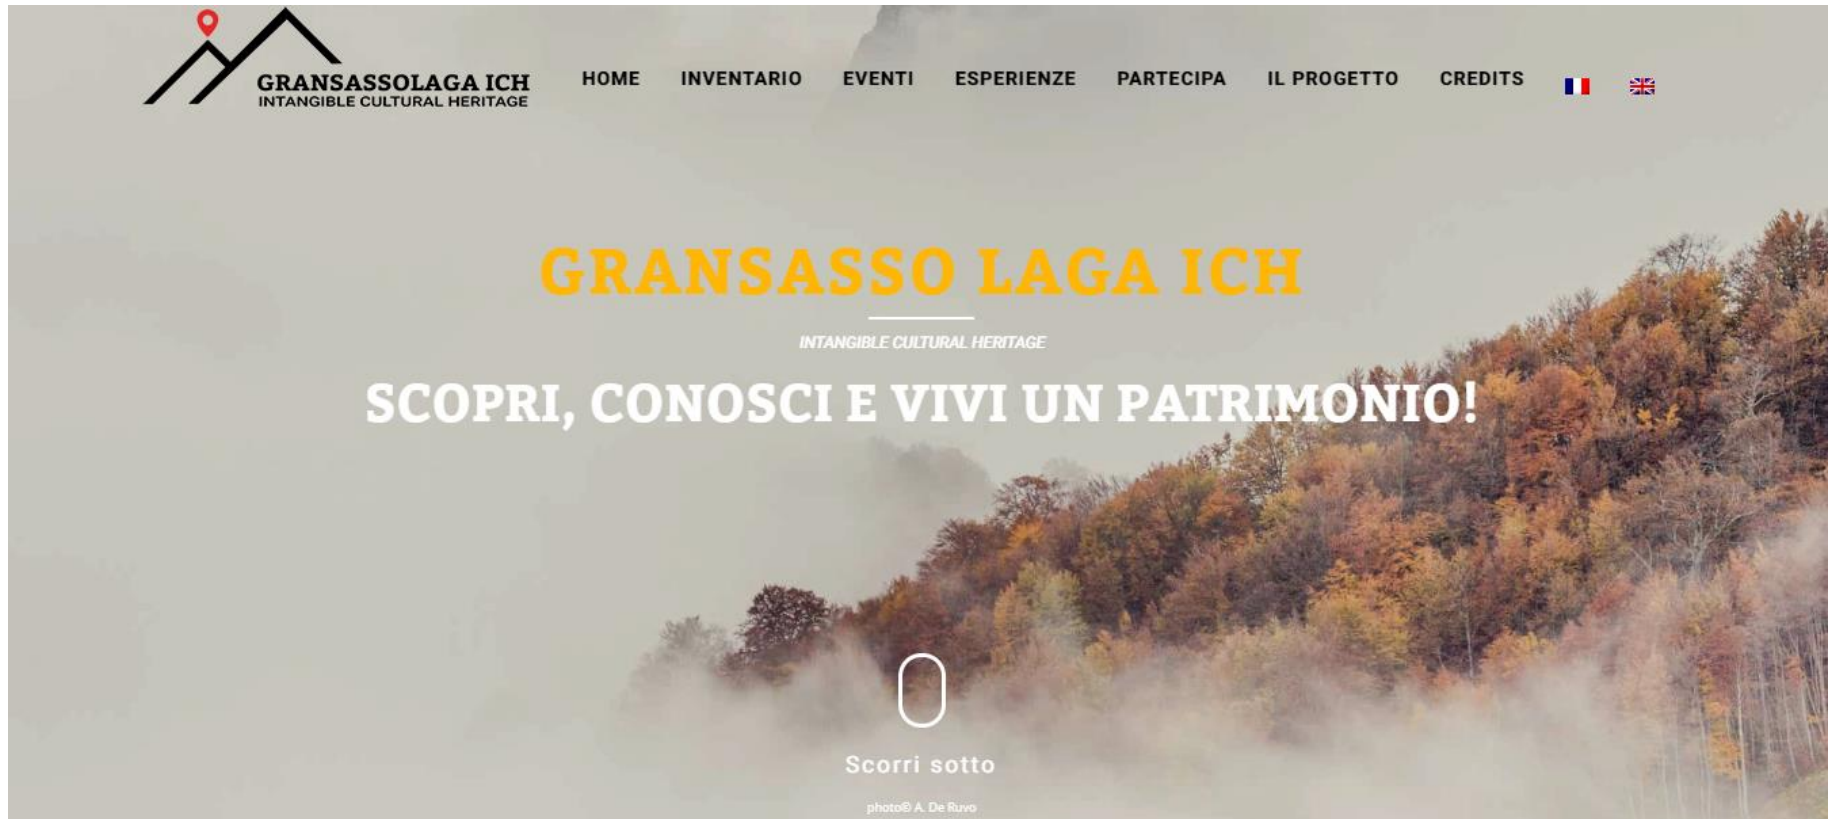 GRANSASSOLAGA ICH
INTANGIBLE CULTURAL HERITAGE
HOME INVENTARIO EVENTI ESPERIENZE PARTECIPA IL PROGETTO CREDITS
GRANSASSO LAGA ICH
INTANGIBLE CULTURAL HERITAGE
SCOPRI, CONOSCI E VIVI UN PATRIMONIO!
Scorri sotto
photo© A. De Ruvo